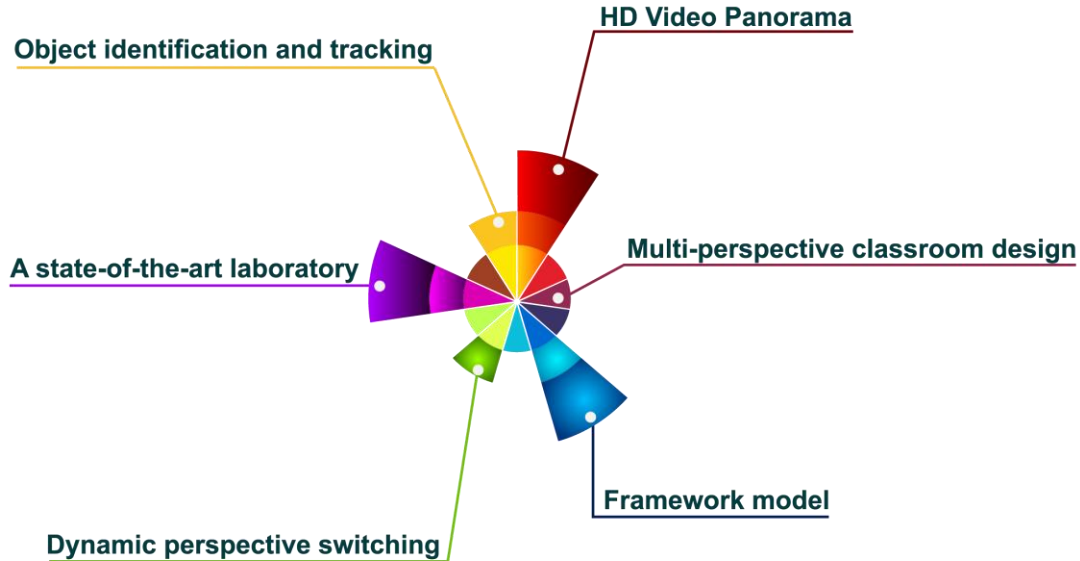 HD Video Panorama
Object identification and tracking
Multi-perspective classroom design
A state-of-the-art laboratory
Framework model
Dynamic perspective switching